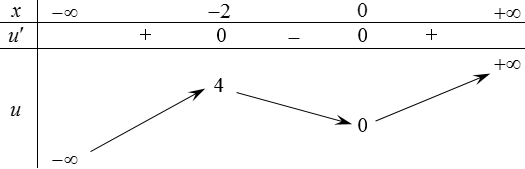 x −∞ −2 0 +∞
u′ + 0 − 0 +
+∞
4
u
0
−∞